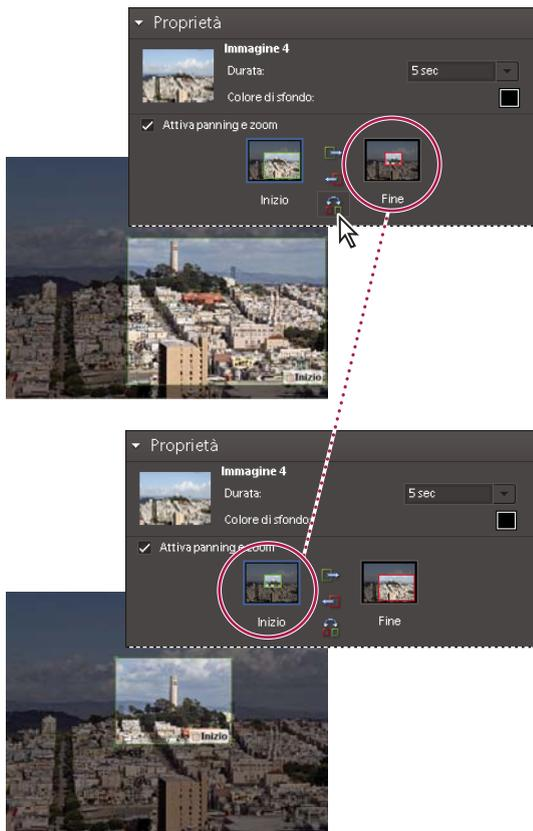 Proprietà
Immagine 4
Durata: 5 sec
Colore di sfondo:
Attiva panning e zoom
Inizio Fine
Inizio
Proprietà
Immagine 4
Durata: 5 sec
Colore di sfondo
Attiva panning e zoom
Inizio Fine
Inizio